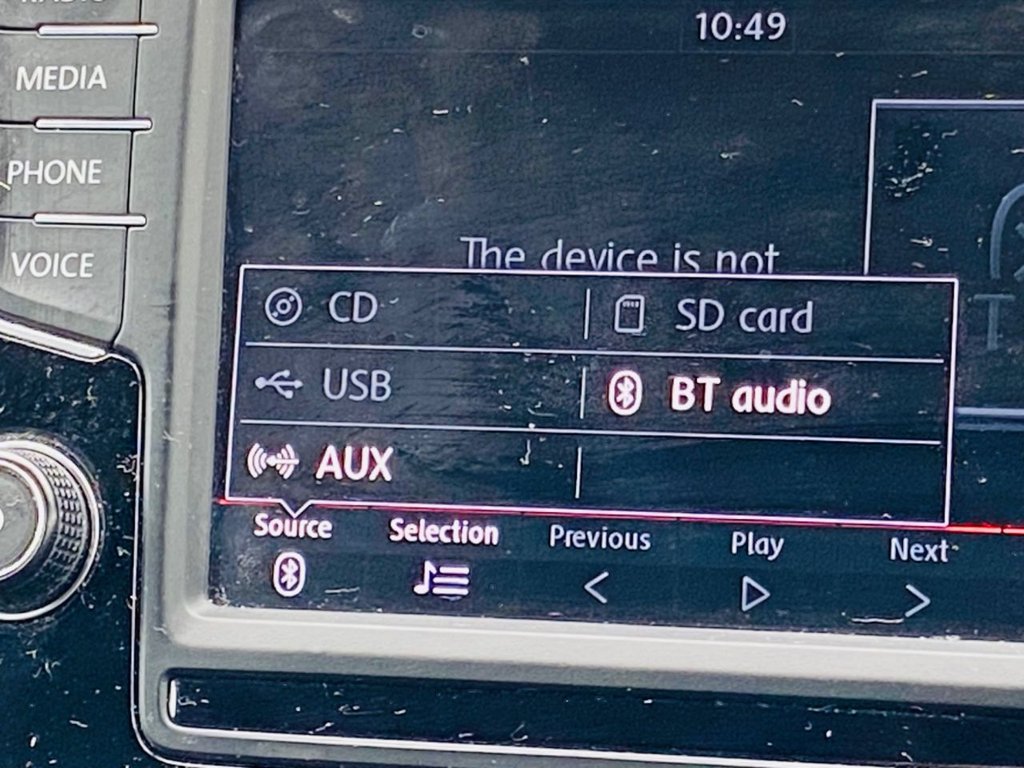 10:49
MEDIA
PHONE
VOICE
The device is not
CD
SD card
USB
BT audio
AUX
Source
Selection
Previous
Play
Next